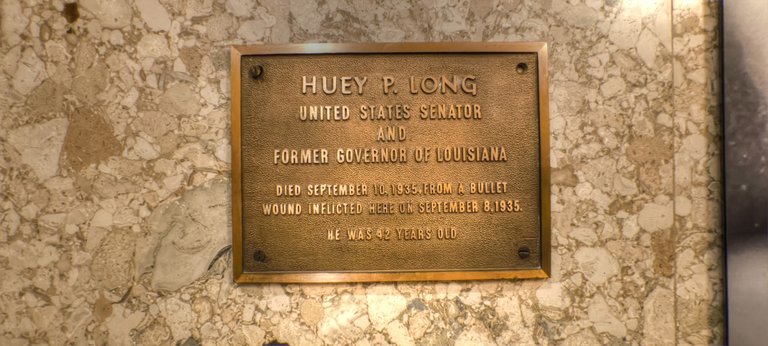 HUEY P. LONG
UNITED STATES SENATOR
AND
FORMER GOVERNOR OF LOUISIANA
DIED SEPTEMBER 10, 1935, FROM A BULLET
WOUND INFLICTED HERE ON SEPTEMBER 8, 1935.
HE WAS 42 YEARS OLD